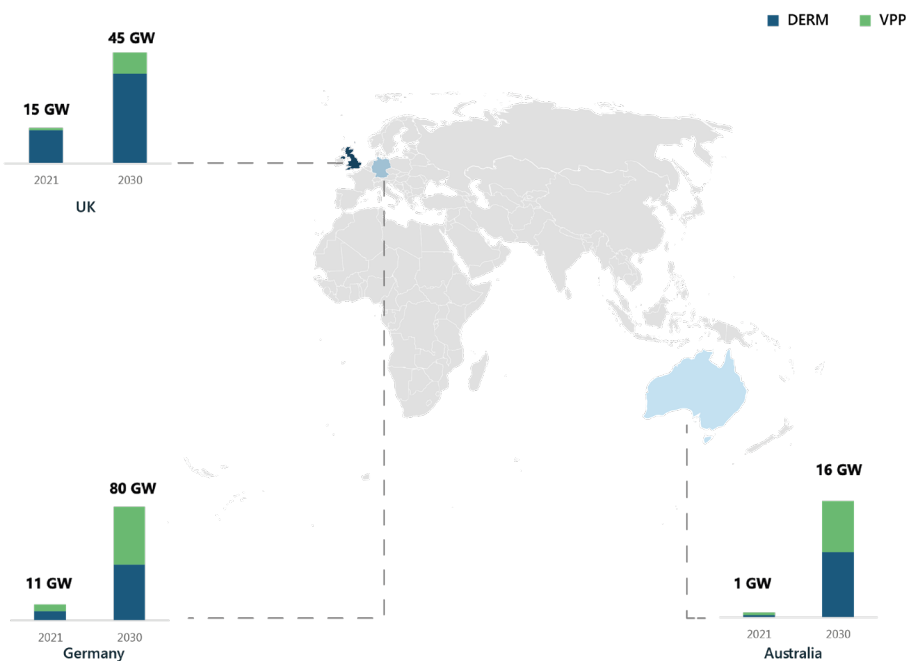 DERM
VPP
45 GW
15 GW
2021
2030
UK
80 GW
11 GW
2021
2030
Germany
16 GW
1 GW
2021
2030
Australia